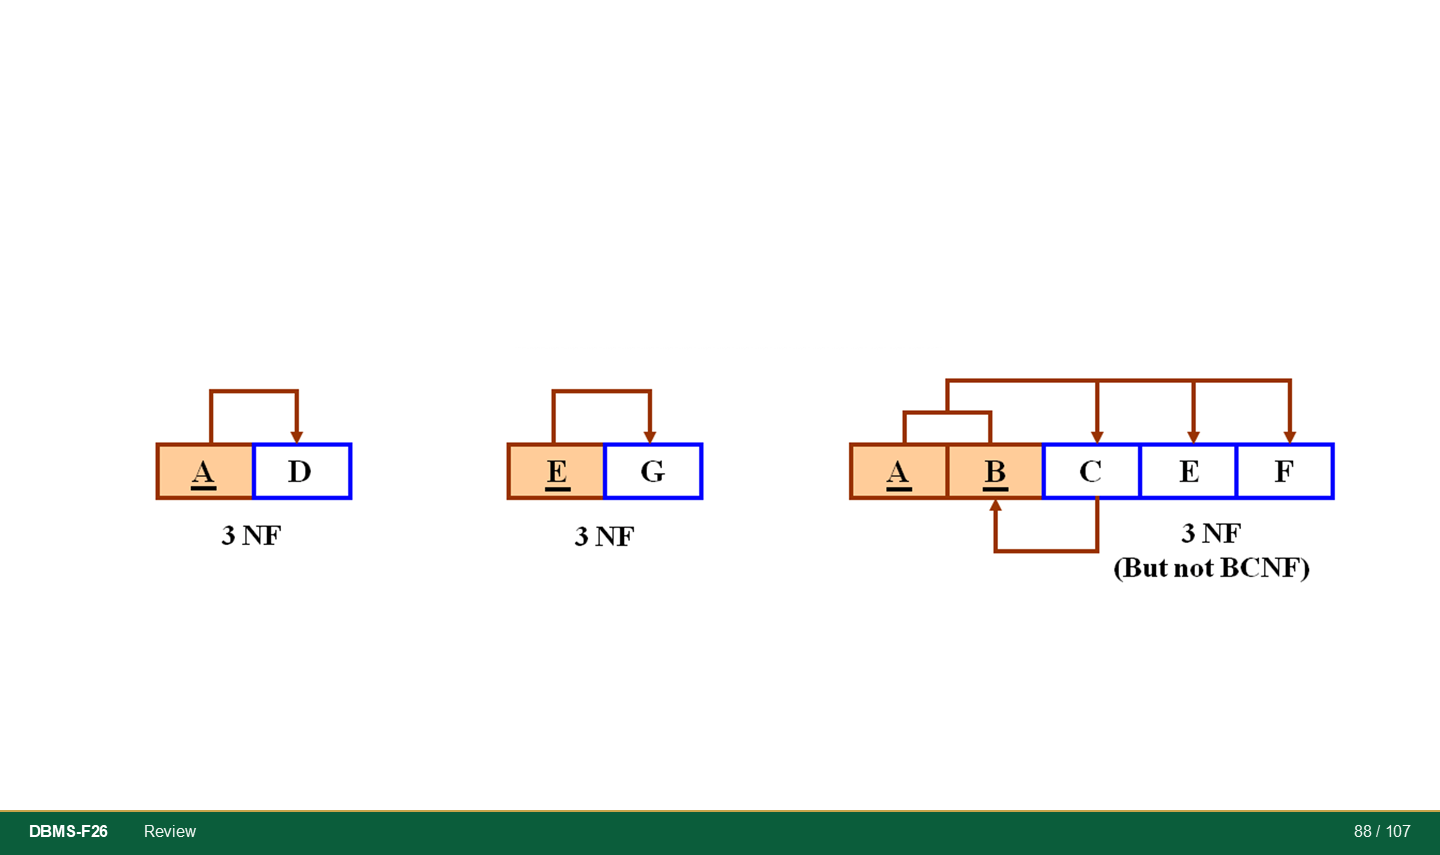 A D
3 NF
E G
3 NF
A B C E F
3 NF
(But not BCNF)
DBMS-F26 Review 88 / 107